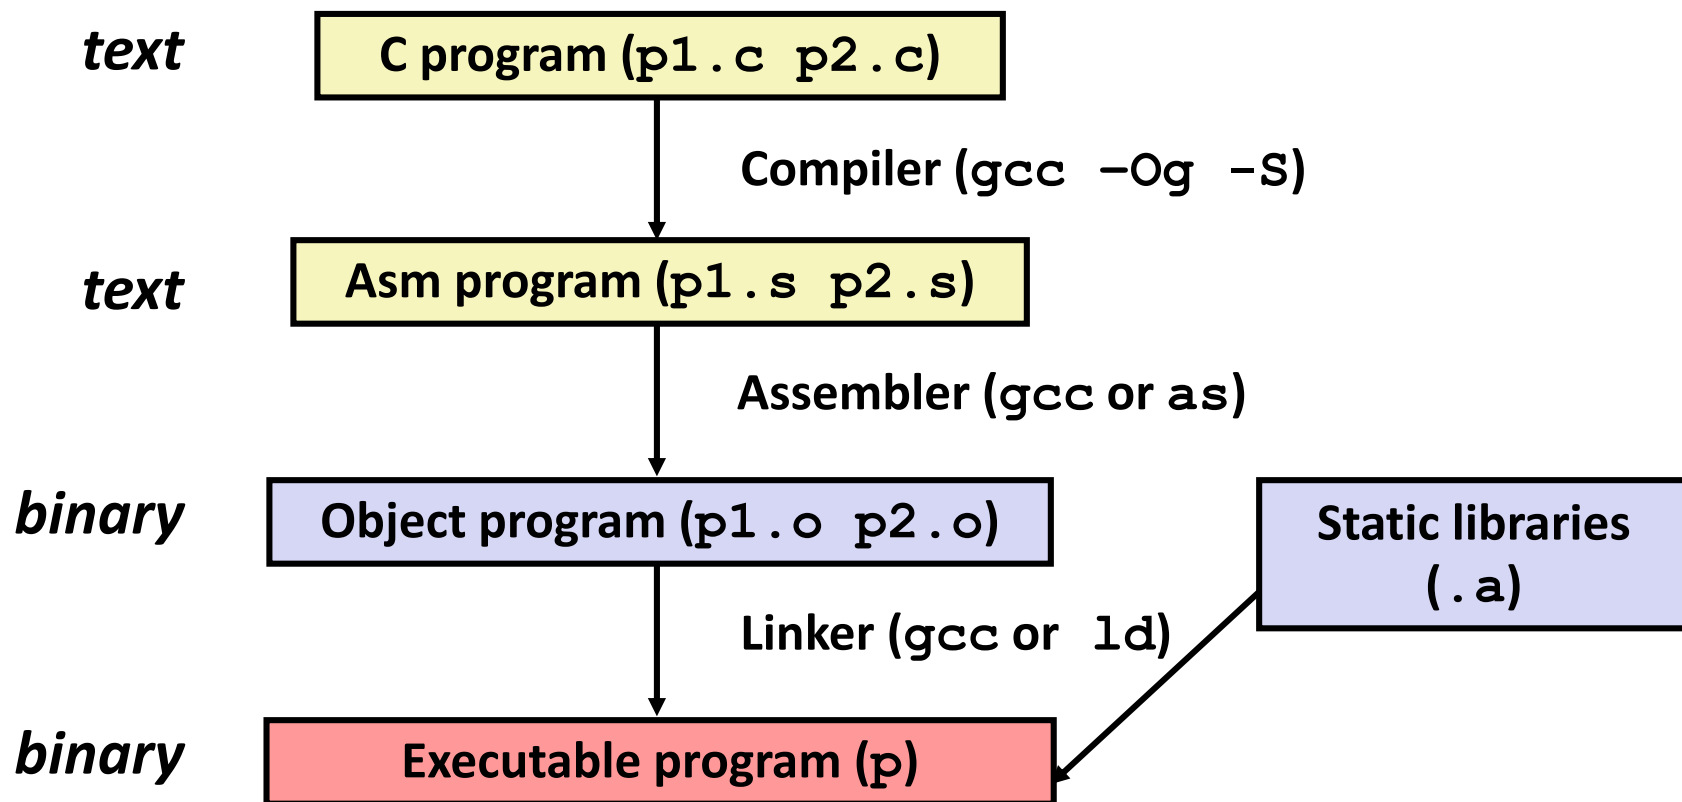 text
C program (p1.c p2.c)
Compiler (gcc –Og -S)
text
Asm program (p1.s p2.s)
Assembler (gcc or as)
binary
Object program (p1.o p2.o)
Static libraries
(.a)
Linker (gcc or ld)
binary
Executable program (p)